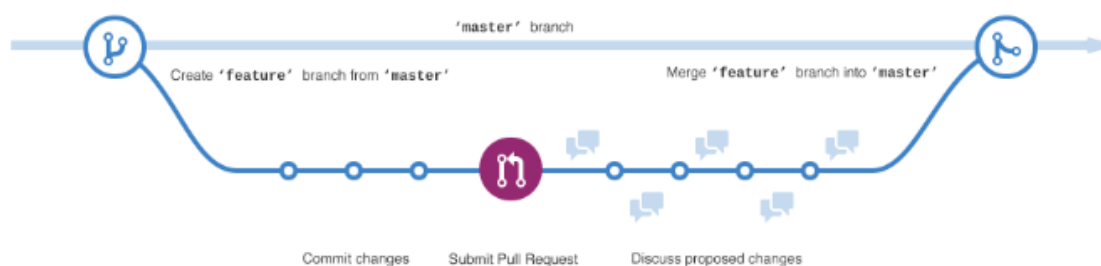 ‘master’ branch
Create ‘feature’ branch from ‘master’
Merge ‘feature’ branch into ‘master’
Commit changes
Submit Pull Request
Discuss proposed changes